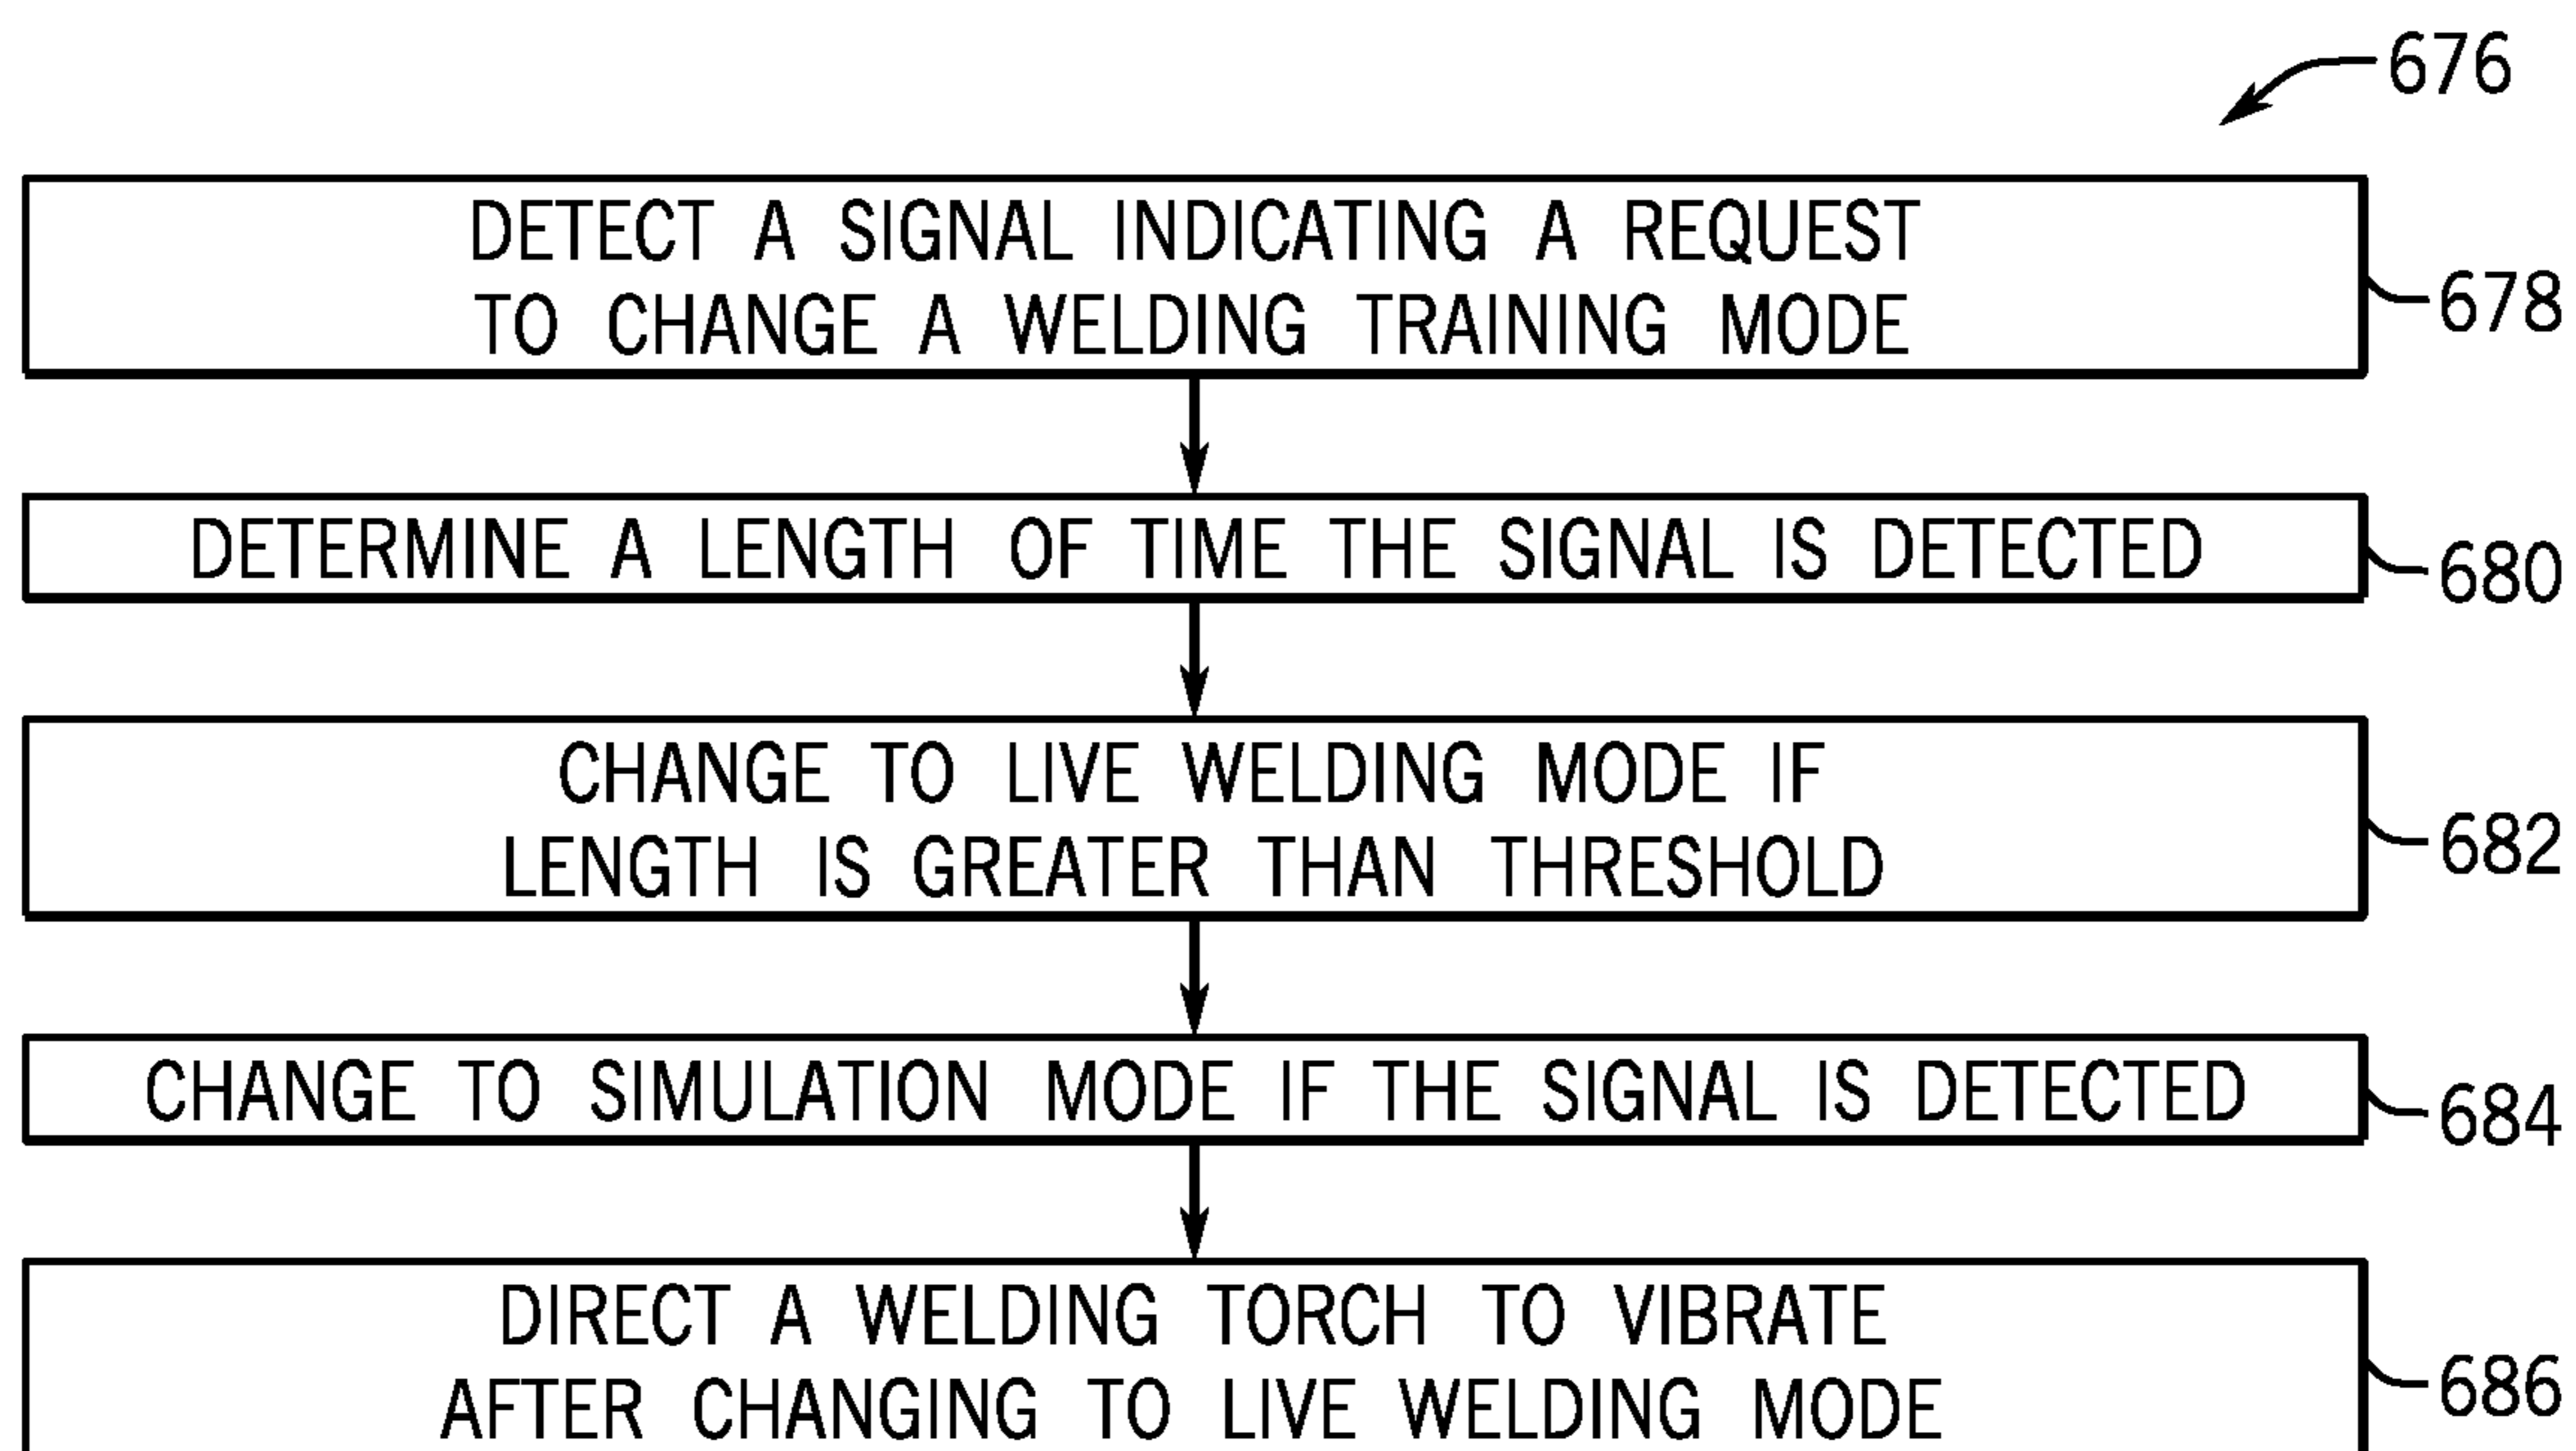 676
DETECT A SIGNAL INDICATING A REQUEST
TO CHANGE A WELDING TRAINING MODE
678
DETERMINE A LENGTH OF TIME THE SIGNAL IS DETECTED
680
CHANGE TO LIVE WELDING MODE IF
LENGTH IS GREATER THAN THRESHOLD
682
CHANGE TO SIMULATION MODE IF THE SIGNAL IS DETECTED
684
DIRECT A WELDING TORCH TO VIBRATE
AFTER CHANGING TO LIVE WELDING MODE
686